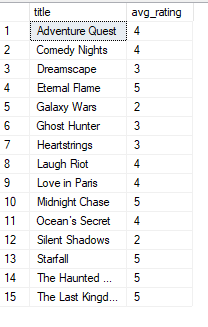 title avg_rating
1 Adventure Quest 4
2 Comedy Nights 4
3 Dreamscape 3
4 Eternal Flame 5
5 Galaxy Wars 2
6 Ghost Hunter 3
7 Heartstrings 3
8 Laugh Riot 4
9 Love in Paris 4
10 Midnight Chase 5
11 Ocean's Secret 4
12 Silent Shadows 2
13 Starfall 5
14 The Haunted ... 5
15 The Last Kingd... 5